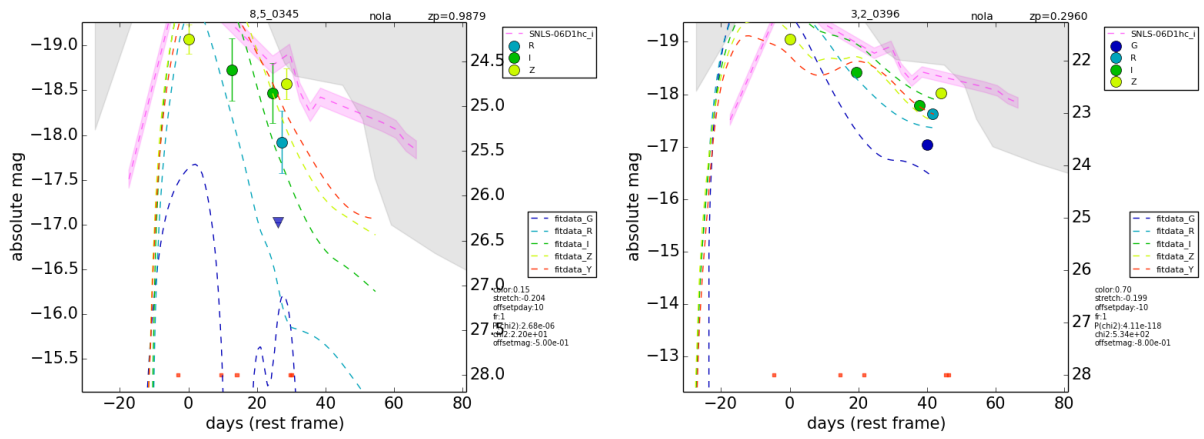 8,5_0345 nola zp=0.9879
−19.0
−18.5
−18.0
−17.5
−17.0
−16.5
−16.0
−15.5
absolute mag
24.5
25.0
25.5
26.0
26.5
27.0
27.5
28.0
−20 0 20 40 60 80
days (rest frame)
SNLS-06D1hc_i
R
I
Z
fitdata_G
fitdata_R
fitdata_I
fitdata_Z
fitdata_Y
color:0.15
stretch:-0.204
offsetpday:10
fr:1
P(chi2):2.68e-06
chi2:2.20e+01
offsetmag:-5.00e-01
3,2_0396 nola zp=0.2960
−19
−18
−17
−16
−15
−14
−13
absolute mag
22
23
24
25
26
27
28
−20 0 20 40 60 80
days (rest frame)
SNLS-06D1hc_i
G
R
I
Z
fitdata_G
fitdata_R
fitdata_I
fitdata_Z
fitdata_Y
color:0.70
stretch:-0.199
offsetpday:-10
fr:1
P(chi2):4.11e-118
chi2:5.34e+02
offsetmag:-8.00e-01